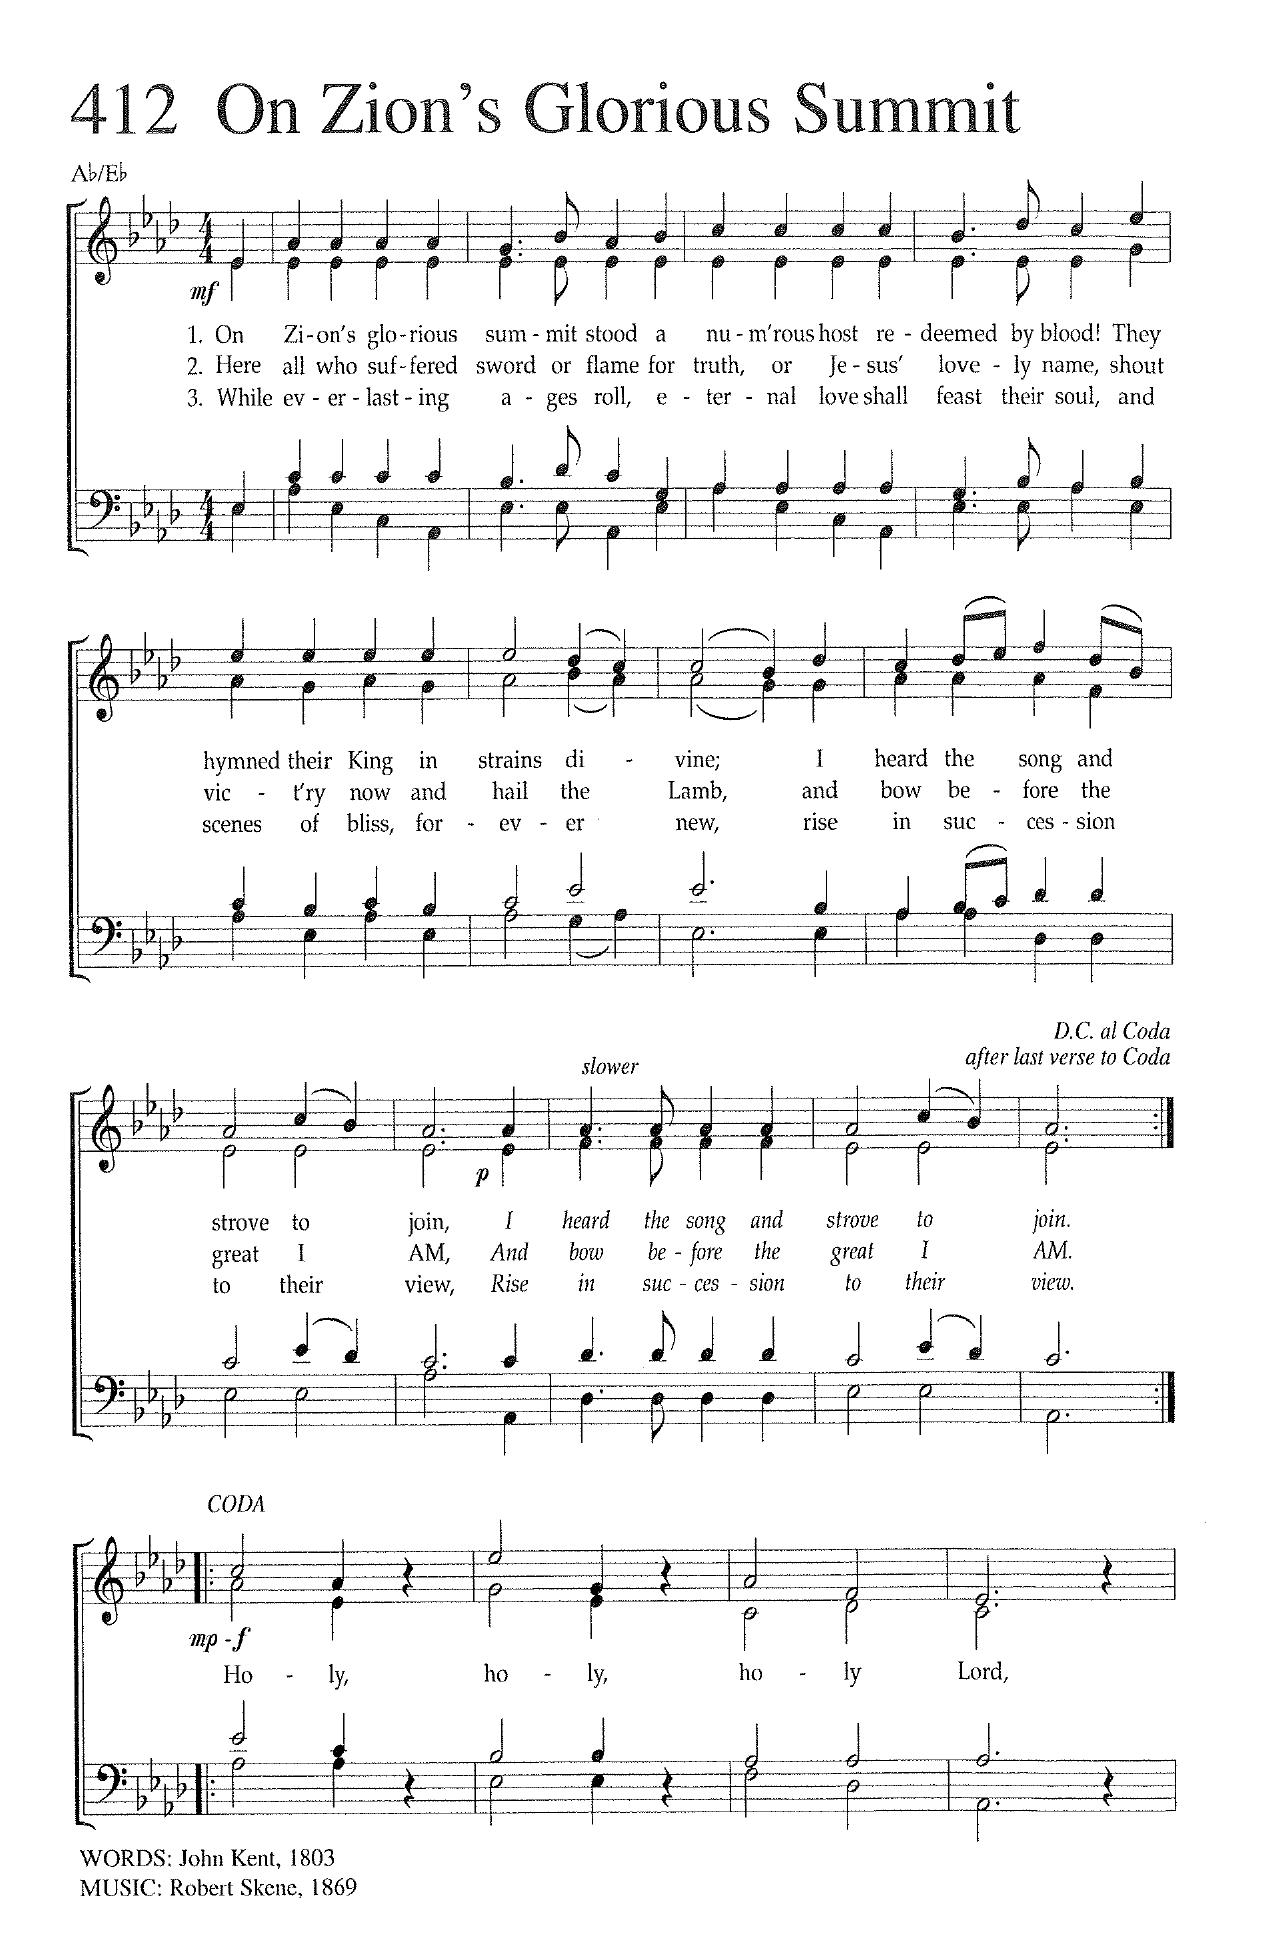 412 On Zion's Glorious Summit
A♭/E♭
mf
1. On Zi-on's glo-rious sum-mit stood a nu-m'rous host re-deemed by blood! They
2. Here all who suf-fered sword or flame for truth, or Je-sus' love-ly name, shout
3. While ev-er-last-ing a-ges roll, e-ter-nal love shall feast their soul, and
hymned their King in strains di-vine; I heard the song and
vic-t'ry now and hail the Lamb, and bow be-fore the
scenes of bliss, for-ev-er new, rise in suc-ces-sion
D.C. al Coda
after last verse to Coda
slower
p
strove to join, I heard the song and strove to join.
great I AM, And bow be-fore the great I AM.
to their view, Rise in suc-ces-sion to their view.
CODA
mp-f
Ho-ly, ho-ly, ho-ly Lord,
WORDS: John Kent, 1803
MUSIC: Robert Skene, 1869